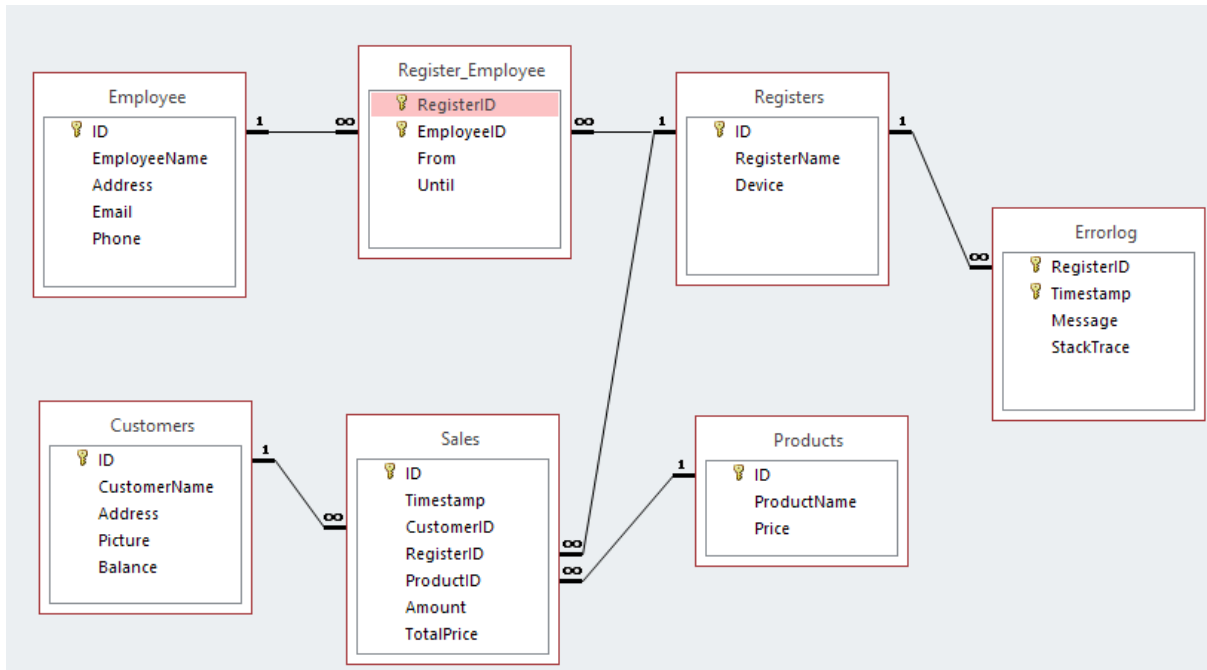 Employee
ID
EmployeeName
Address
Email
Phone
1
∞
Register_Employee
RegisterID
EmployeeID
From
Until
∞
1
Registers
ID
RegisterName
Device
1
∞
Errorlog
RegisterID
Timestamp
Message
StackTrace
Customers
ID
CustomerName
Address
Picture
Balance
1
∞
Sales
ID
Timestamp
CustomerID
RegisterID
ProductID
Amount
TotalPrice
∞
∞
1
Products
ID
ProductName
Price